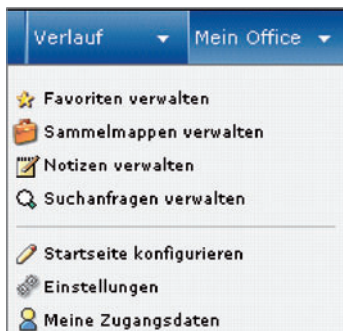 Verlauf Mein Office
Favoriten verwalten
Sammelmappen verwalten
Notizen verwalten
Suchanfragen verwalten
Startseite konfigurieren
Einstellungen
Meine Zugangsdaten